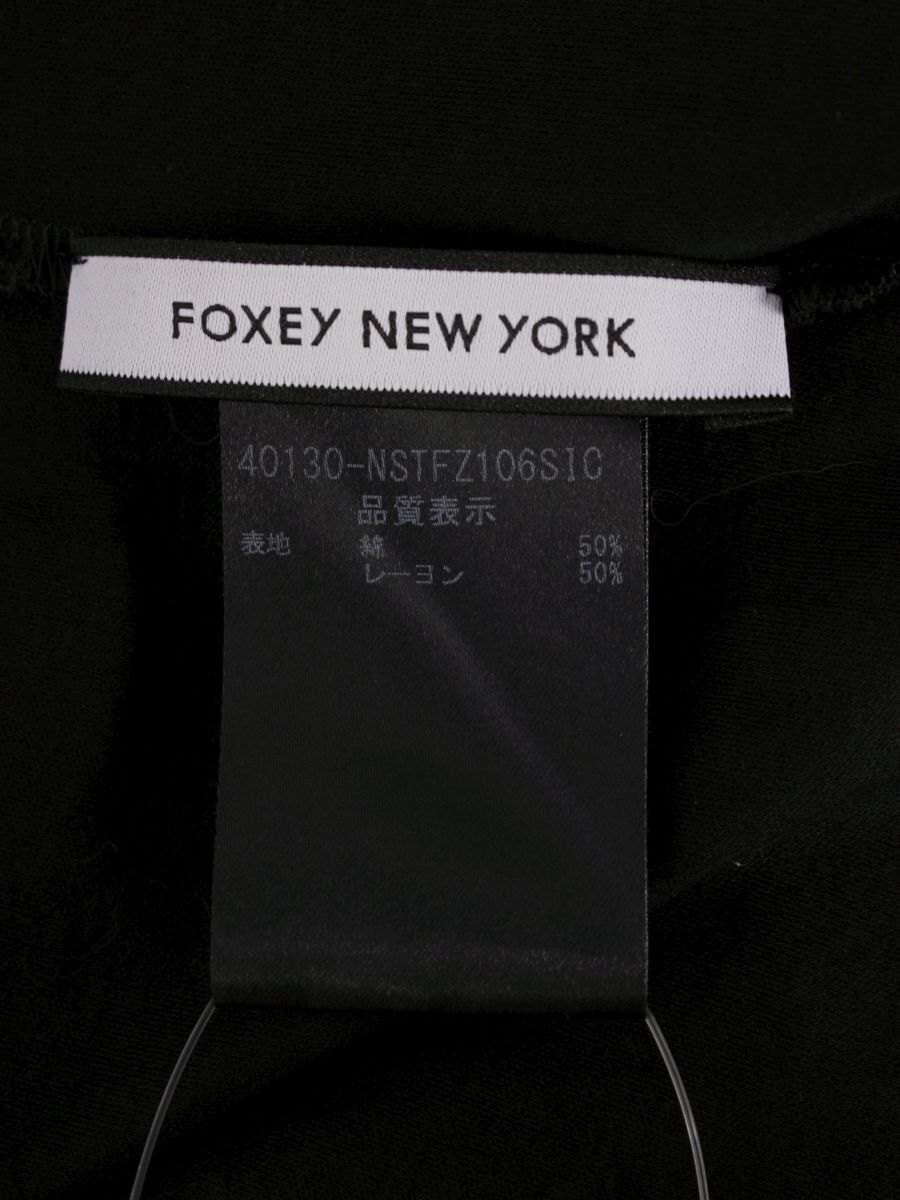 FOXEY NEW YORK
40130-NSTFZ106SIC
品質表示
表地 綿 50%
レーヨン 50%